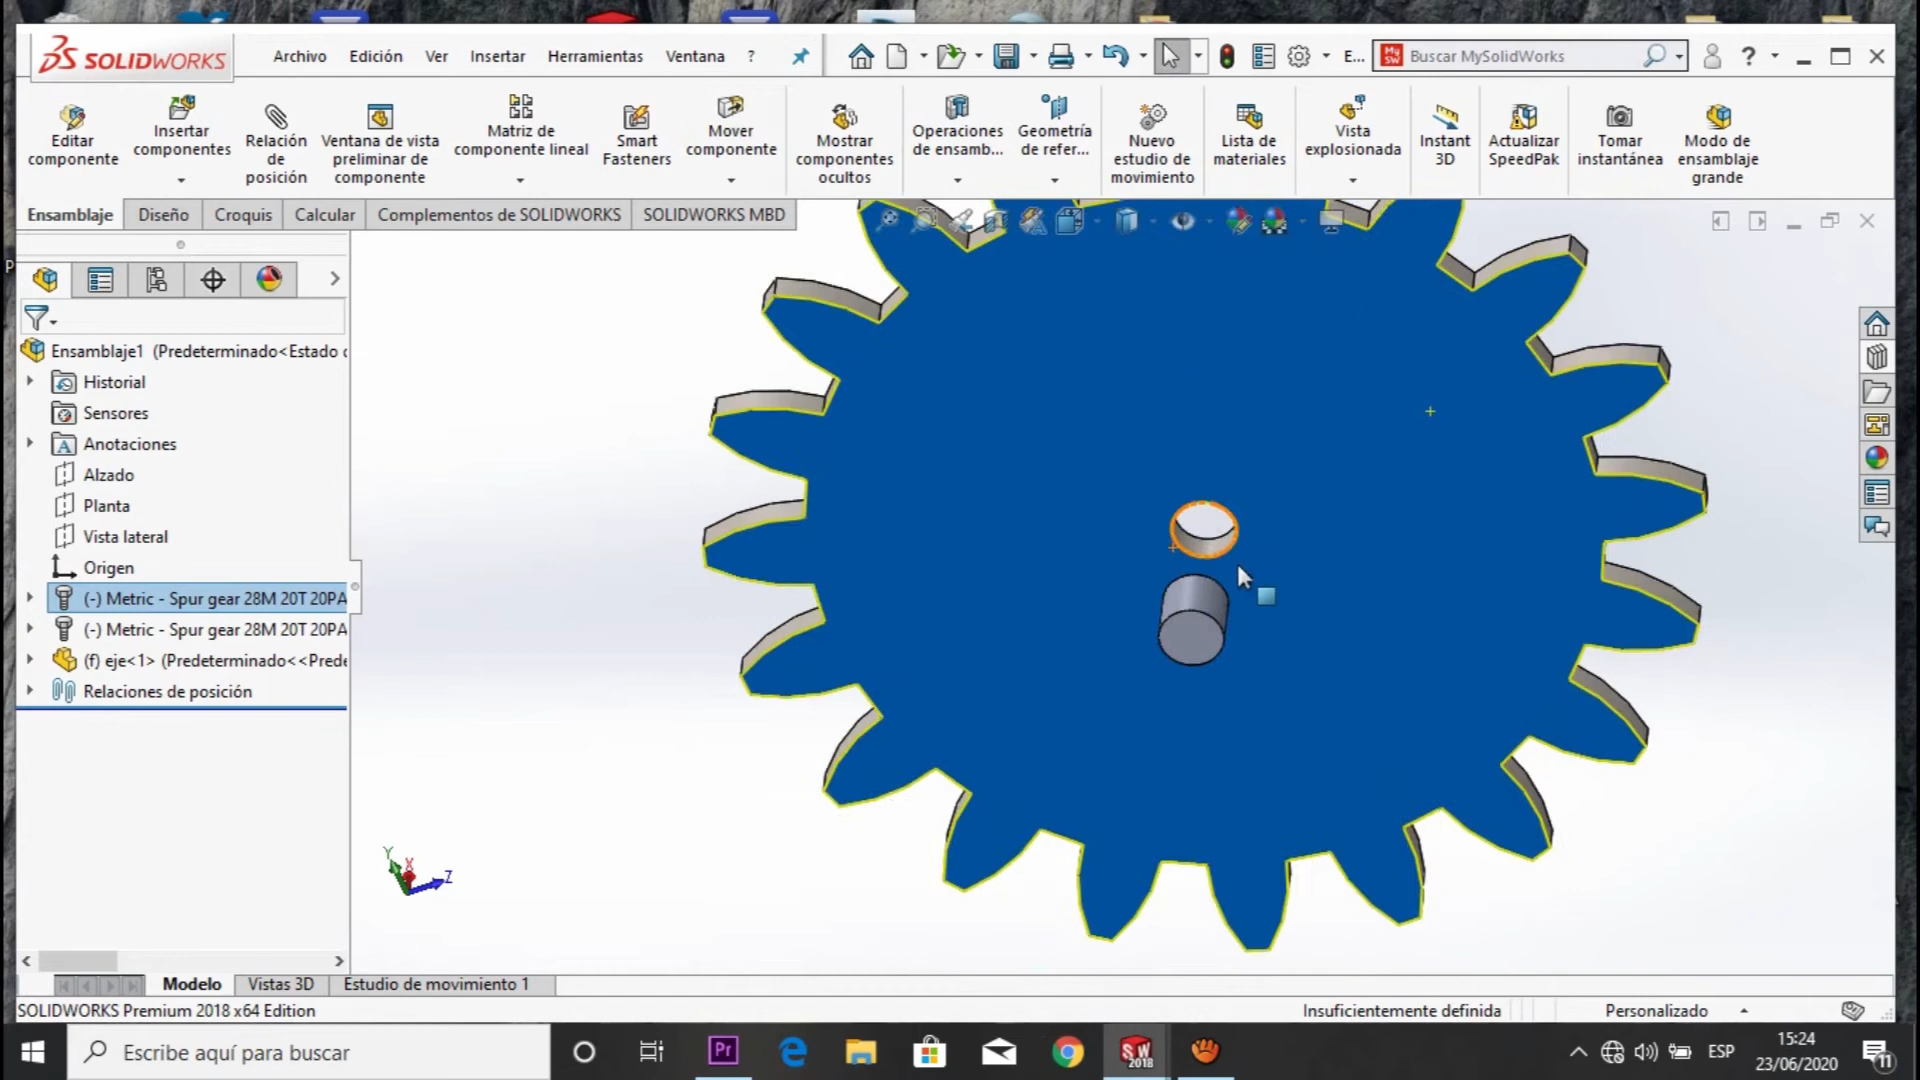 SOLIDWORKS
Archivo
Edición
Ver
Insertar
Herramientas
Ventana
?
E...
Buscar MySolidWorks
Editar
componente
Insertar
componentes
Relación
de
posición
Ventana de vista
preliminar de
componente
Matriz de
componente lineal
Smart
Fasteners
Mover
componente
Mostrar
componentes
ocultos
Operaciones
de ensamb...
Geometría
de refer...
Nuevo
estudio de
movimiento
Lista de
materiales
Vista
explosionada
Instant
3D
Actualizar
SpeedPak
Tomar
instantánea
Modo de
ensamblaje
grande
Ensamblaje
Diseño
Croquis
Calcular
Complementos de SOLIDWORKS
SOLIDWORKS MBD
Ensamblaje1 (Predeterminado<Estado
Historial
Sensores
Anotaciones
Alzado
Planta
Vista lateral
Origen
(-) Metric - Spur gear 28M 20T 20PA
(-) Metric - Spur gear 28M 20T 20PA
(f) eje<1> (Predeterminado<<Prede
Relaciones de posición
Y
X
Z
Modelo
Vistas 3D
Estudio de movimiento 1
SOLIDWORKS Premium 2018 x64 Edition
Insuficientemente definida
Personalizado
Escribe aquí para buscar
Pr
SW
2018
ESP
15:24
23/06/2020
11